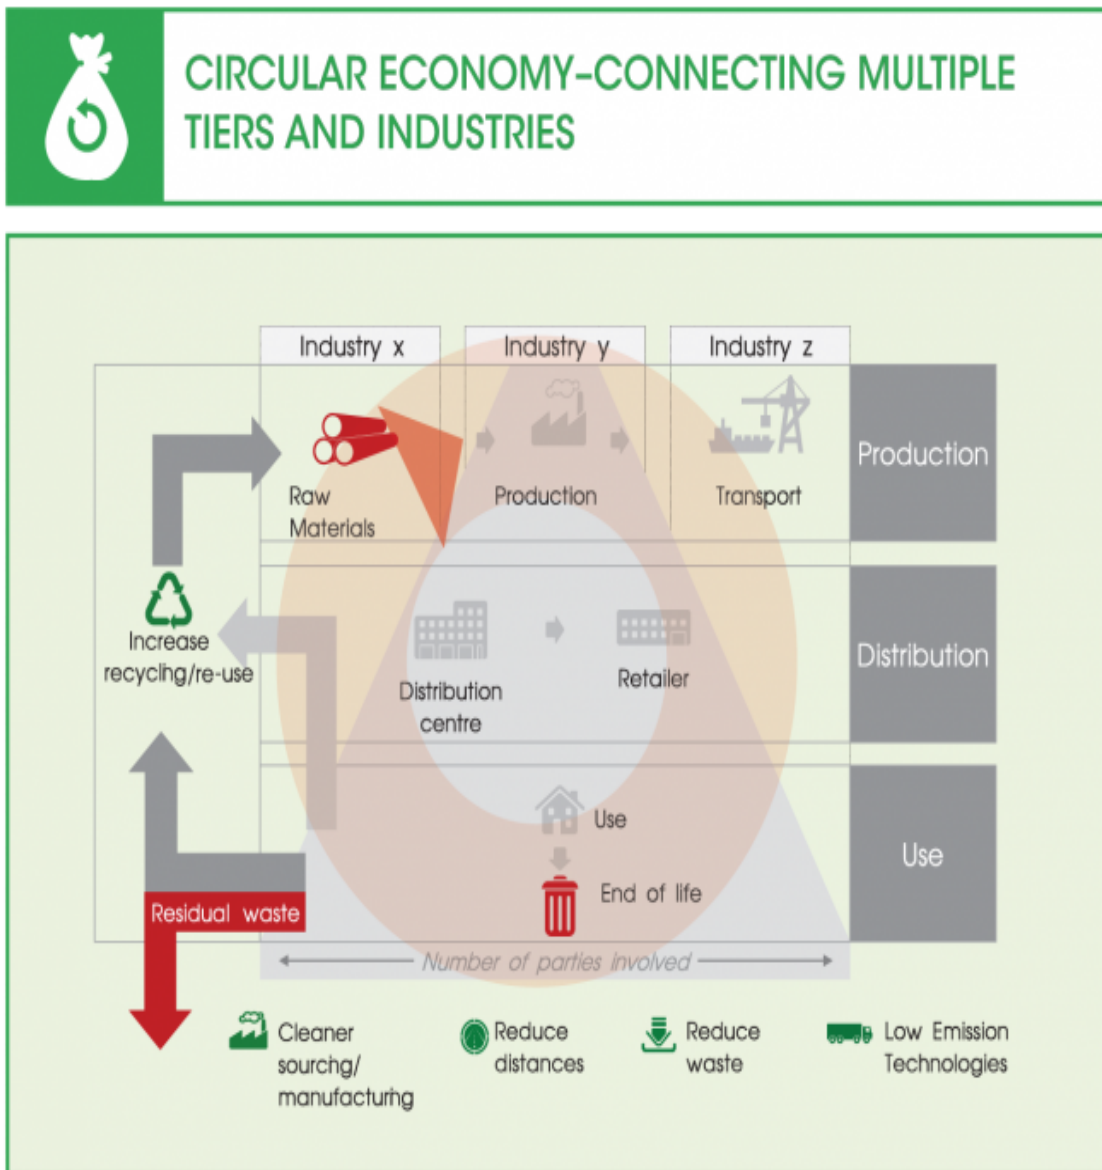 CIRCULAR ECONOMY–CONNECTING MULTIPLE
TIERS AND INDUSTRIES
Industry x
Industry y
Industry z
Raw
Materials
Production
Transport
Production
Increase
recycling/re-use
Distribution
centre
Retailer
Distribution
Use
End of life
Use
Residual waste
Number of parties involved
Cleaner
sourcing/
manufacturing
Reduce
distances
Reduce
waste
Low Emission
Technologies